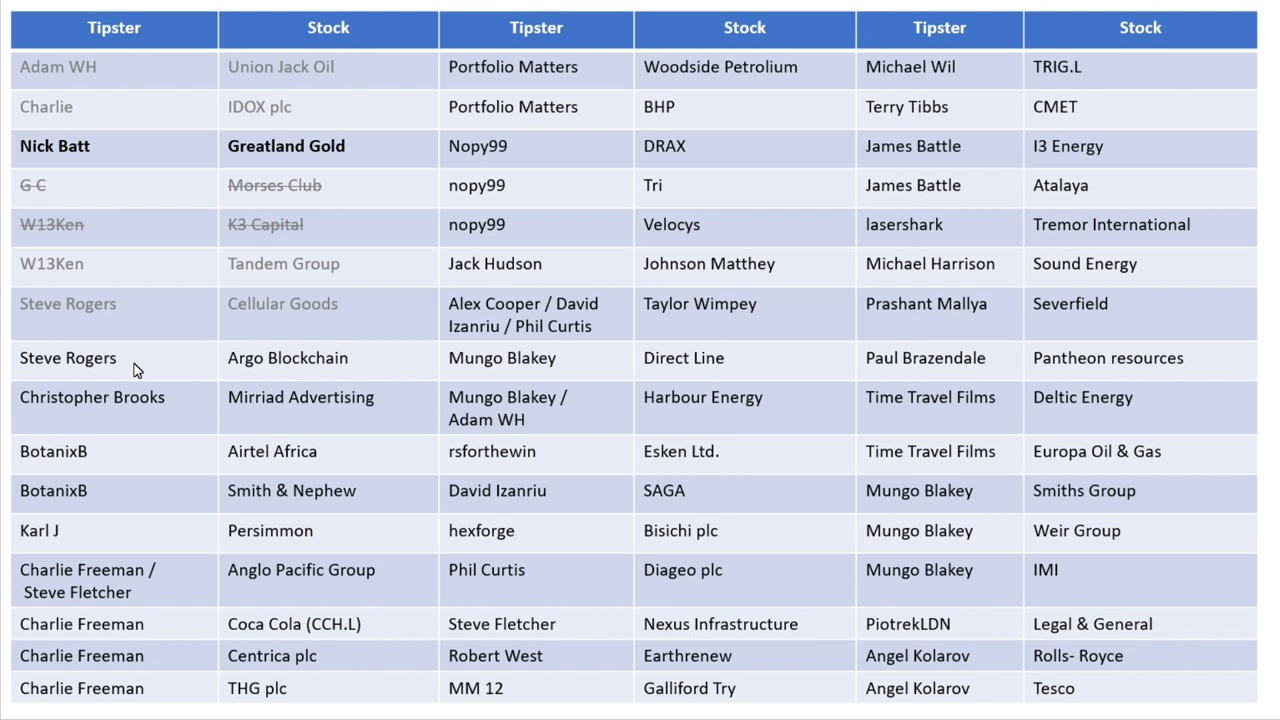 Tipster Stock Tipster Stock Tipster Stock
Adam WH Union Jack Oil Portfolio Matters Woodside Petrolium Michael Wil TRIG.L
Charlie IDOX plc Portfolio Matters BHP Terry Tibbs CMET
Nick Batt Greatland Gold Nopy99 DRAX James Battle I3 Energy
G C Morses Club nopy99 Tri James Battle Atalaya
W13Ken K3 Capital nopy99 Velocys lasershark Tremor International
W13Ken Tandem Group Jack Hudson Johnson Matthey Michael Harrison Sound Energy
Steve Rogers Cellular Goods Alex Cooper / David Taylor Wimpey Prashant Mallya Severfield
Izanriu / Phil Curtis
Steve Rogers Argo Blockchain Mungo Blakey Direct Line Paul Brazendale Pantheon resources
Christopher Brooks Mirriad Advertising Mungo Blakey / Harbour Energy Time Travel Films Deltic Energy
Adam WH
BotanixB Airtel Africa rsforthewin Esken Ltd. Time Travel Films Europa Oil & Gas
BotanixB Smith & Nephew David Izanriu SAGA Mungo Blakey Smiths Group
Karl J Persimmon hexforge Bisichi plc Mungo Blakey Weir Group
Charlie Freeman / Anglo Pacific Group Phil Curtis Diageo plc Mungo Blakey IMI
Steve Fletcher
Charlie Freeman Coca Cola (CCH.L) Steve Fletcher Nexus Infrastructure PiotrekLDN Legal & General
Charlie Freeman Centrica plc Robert West Earthrenew Angel Kolarov Rolls- Royce
Charlie Freeman THG plc MM 12 Galliford Try Angel Kolarov Tesco